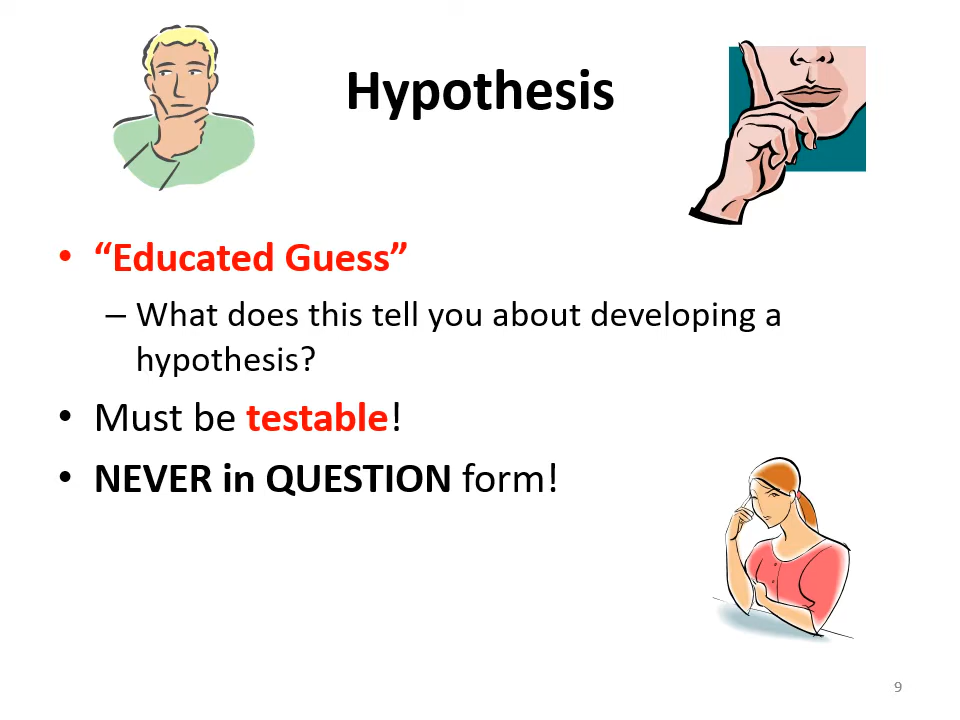 Hypothesis
• “Educated Guess”
– What does this tell you about developing a
hypothesis?
• Must be testable!
• NEVER in QUESTION form!
9